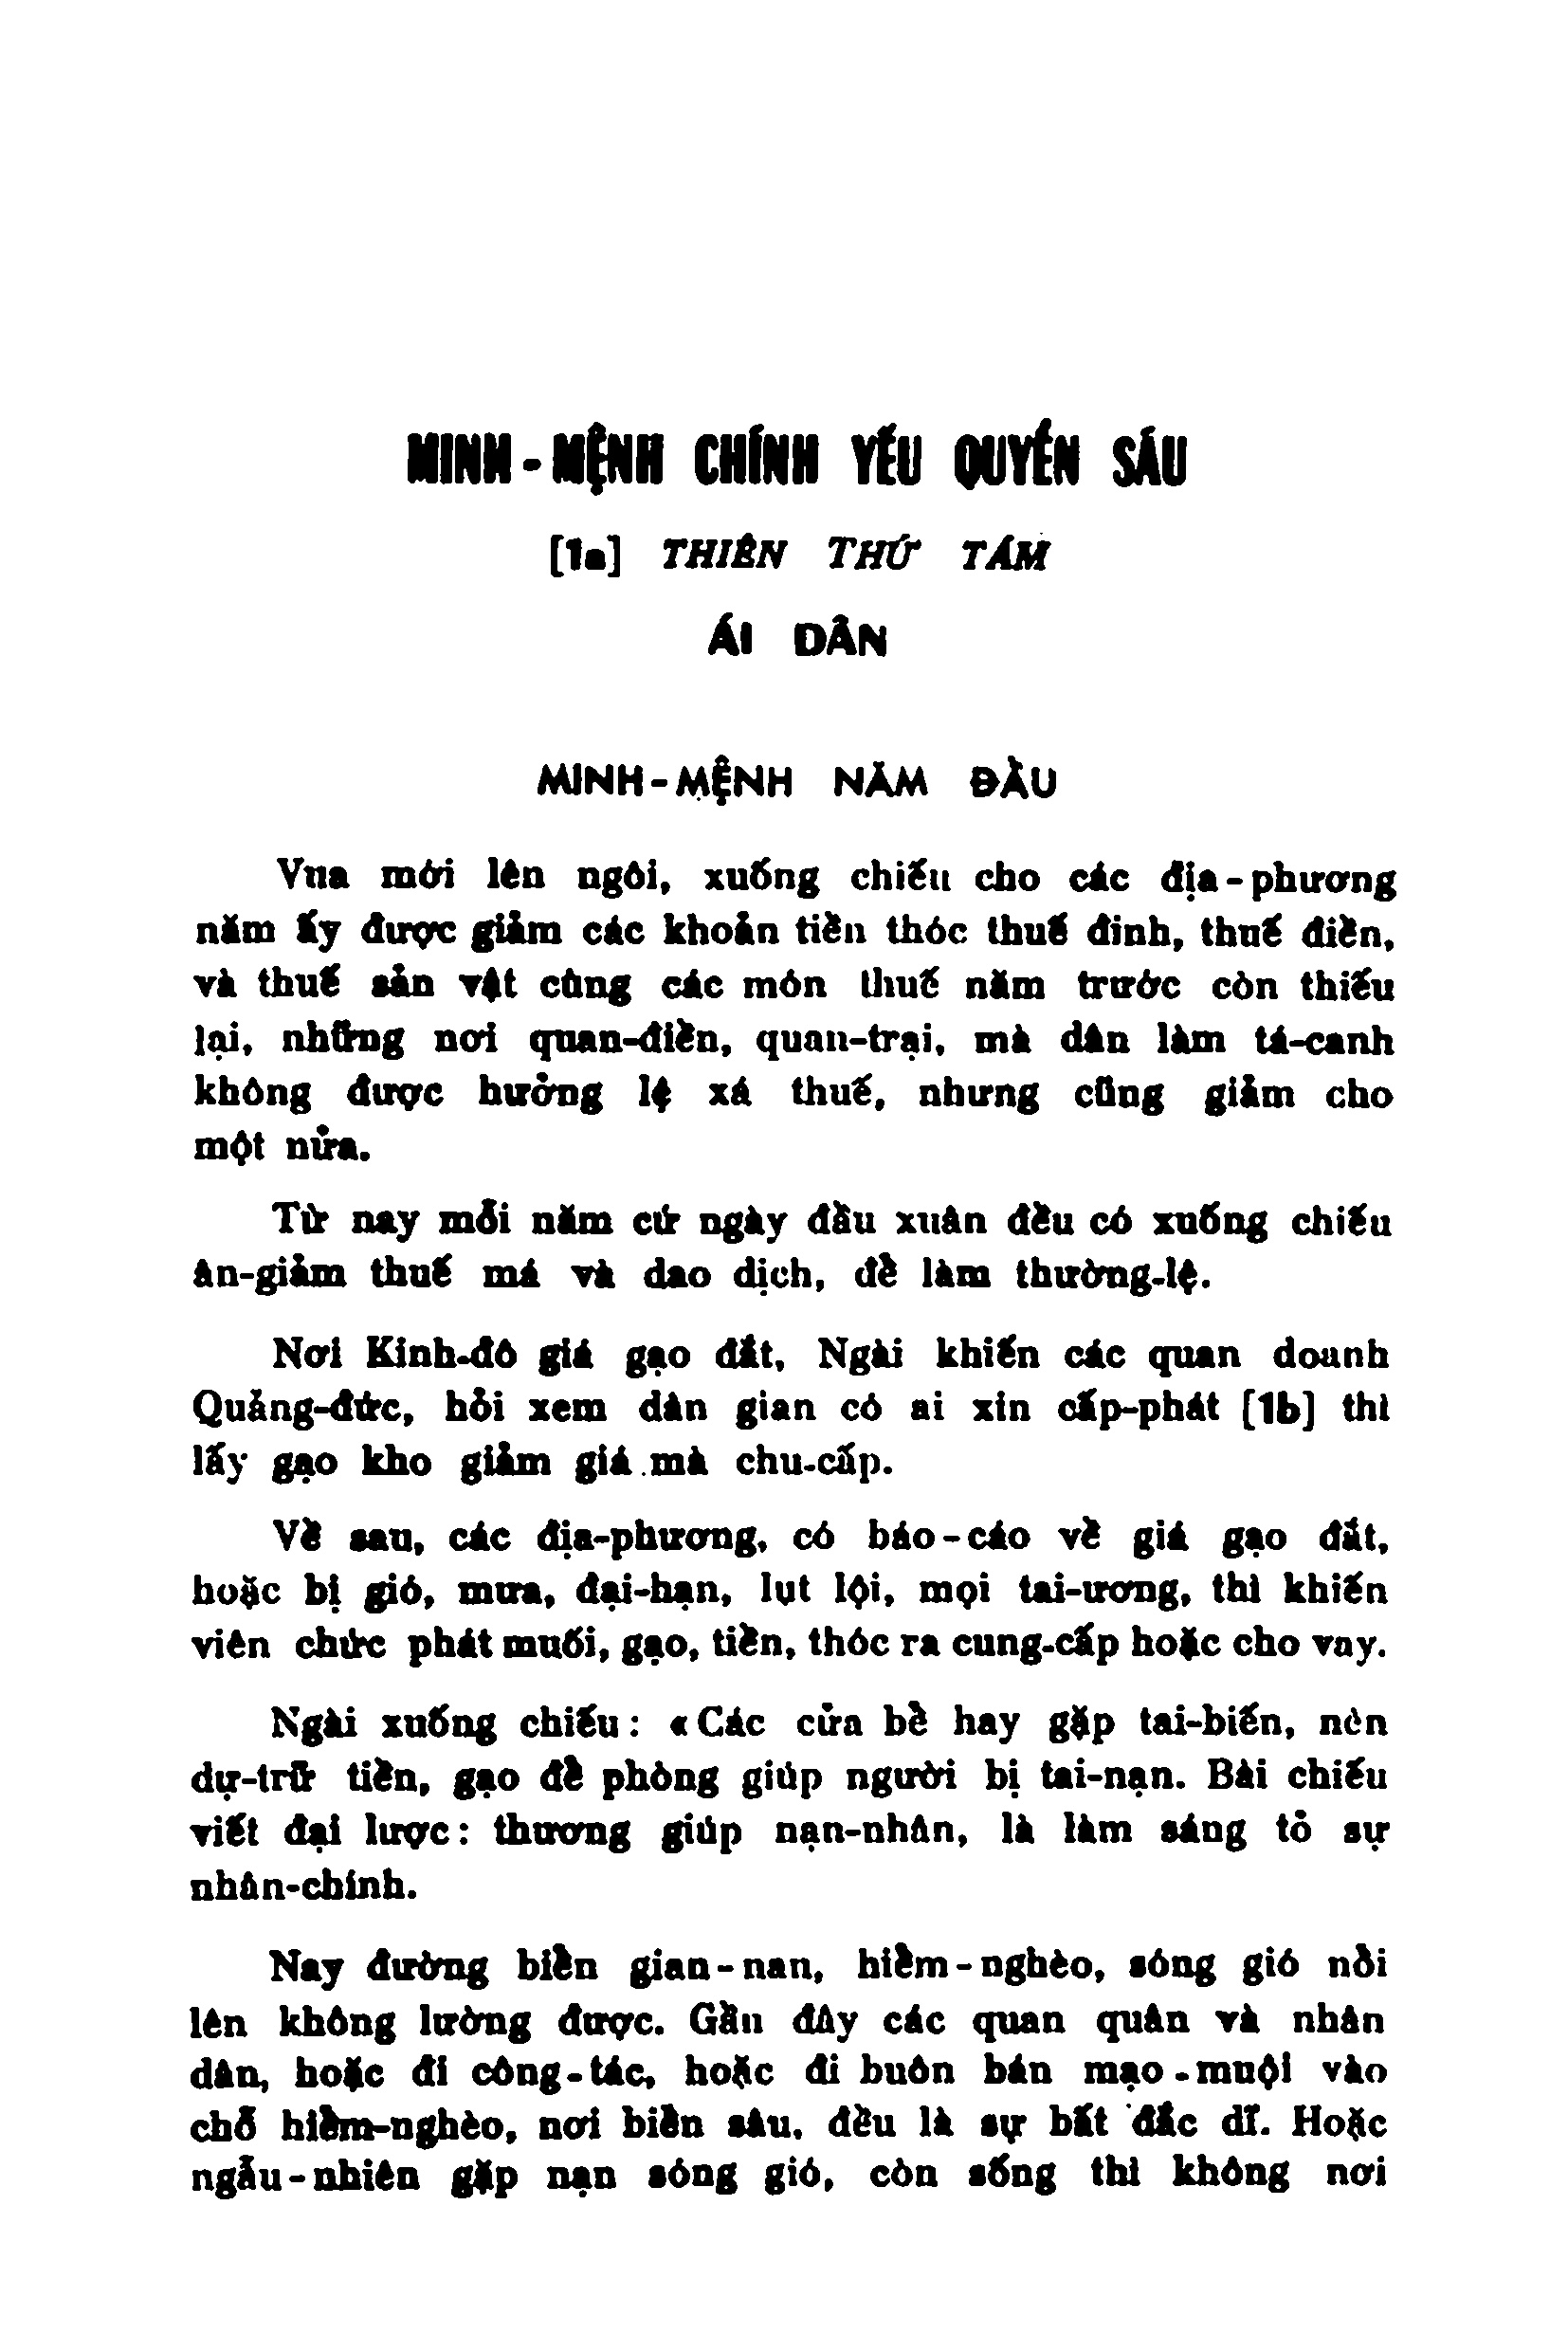 MINH-MỆNH CHÍNH YẾU QUYỂN SÁU
[1a] THIÊN THỨ TÁM
ÁI DÂN
MINH-MỆNH NĂM ĐẦU
Vua mới lên ngôi, xuống chiếu cho các địa-phương
năm ấy được giảm các khoản tiền thóc thuế đinh, thuế điền,
và thuế sản vật cùng các món thuế năm trước còn thiếu
lại, những nơi quan-điền, quan-trại, mà dân làm tá-canh
không được hưởng lệ xá thuế, nhưng cũng giảm cho
một nửa.
Từ nay mỗi năm cứ ngày đầu xuân đều có xuống chiếu
ân-giảm thuế má và dao dịch, để làm thường-lệ.
Nơi Kinh-đô giá gạo đắt, Ngài khiến các quan doanh
Quảng-đức, hỏi xem dân gian có ai xin cấp-phát [1b] thì
lấy gạo kho giảm giá mà chu-cấp.
Về sau, các địa-phương, có báo-cáo về giá gạo đắt,
hoặc bị gió, mưa, đại-hạn, lụt lội, mọi tai-ương, thì khiến
viên chức phát muối, gạo, tiền, thóc ra cung-cấp hoặc cho vay.
Ngài xuống chiếu: «Các cửa bể hay gặp tai-biến, nên
dự-trữ tiền, gạo để phòng giúp người bị tai-nạn. Bài chiếu
viết đại lược: thương giúp nạn-nhân, là làm sáng tỏ sự
nhân-chính.
Nay đường biển gian-nan, hiểm-nghèo, sóng gió nổi
lên không lường được. Gần đây các quan quân và nhân
dân, hoặc đi công-tác, hoặc đi buôn bán mạo-muội vào
chỗ hiểm-nghèo, nơi biển sâu, đều là sự bất đắc dĩ. Hoặc
ngẫu-nhiên gặp nạn sóng gió, còn sống thì không nơi